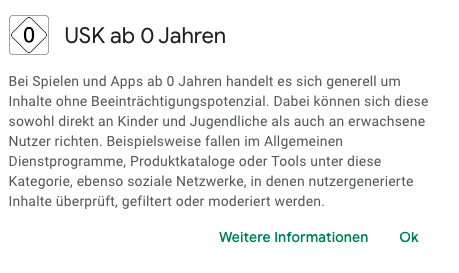 0 USK ab 0 Jahren
Bei Spielen und Apps ab 0 Jahren handelt es sich generell um
Inhalte ohne Beeinträchtigungspotenzial. Dabei können sich diese
sowohl direkt an Kinder und Jugendliche als auch an erwachsene
Nutzer richten. Beispielsweise fallen im Allgemeinen
Dienstprogramme, Produktkataloge oder Tools unter diese
Kategorie, ebenso soziale Netzwerke, in denen nutzergenerierte
Inhalte überprüft, gefiltert oder moderiert werden.
Weitere Informationen Ok